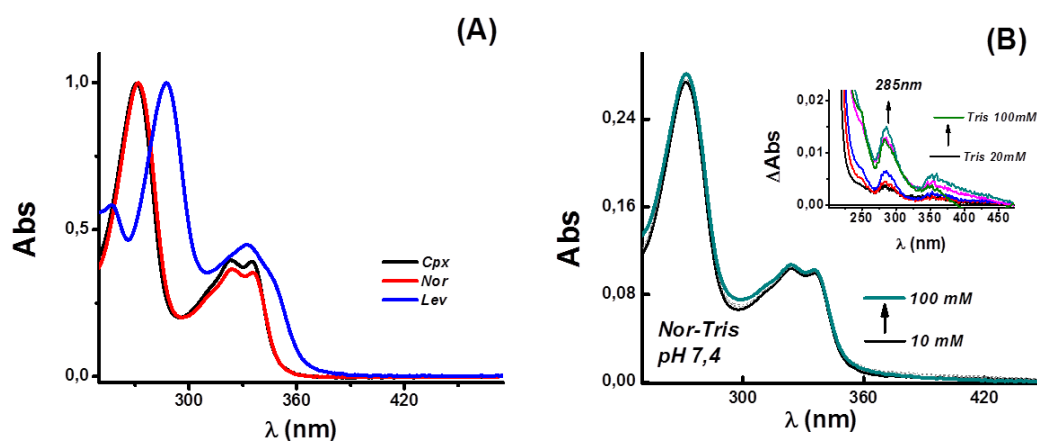 (A)
Abs
1,0
0,5
0,0
300
360
420
λ (nm)
Cpx
Nor
Lev
(B)
Abs
0,24
0,16
0,08
0,00
300
360
420
λ (nm)
Nor-Tris
pH 7,4
100 mM
10 mM
ΔAbs
0,02
0,01
0,00
250
300
350
400
450
λ (nm)
285nm
Tris 100mM
Tris 20mM